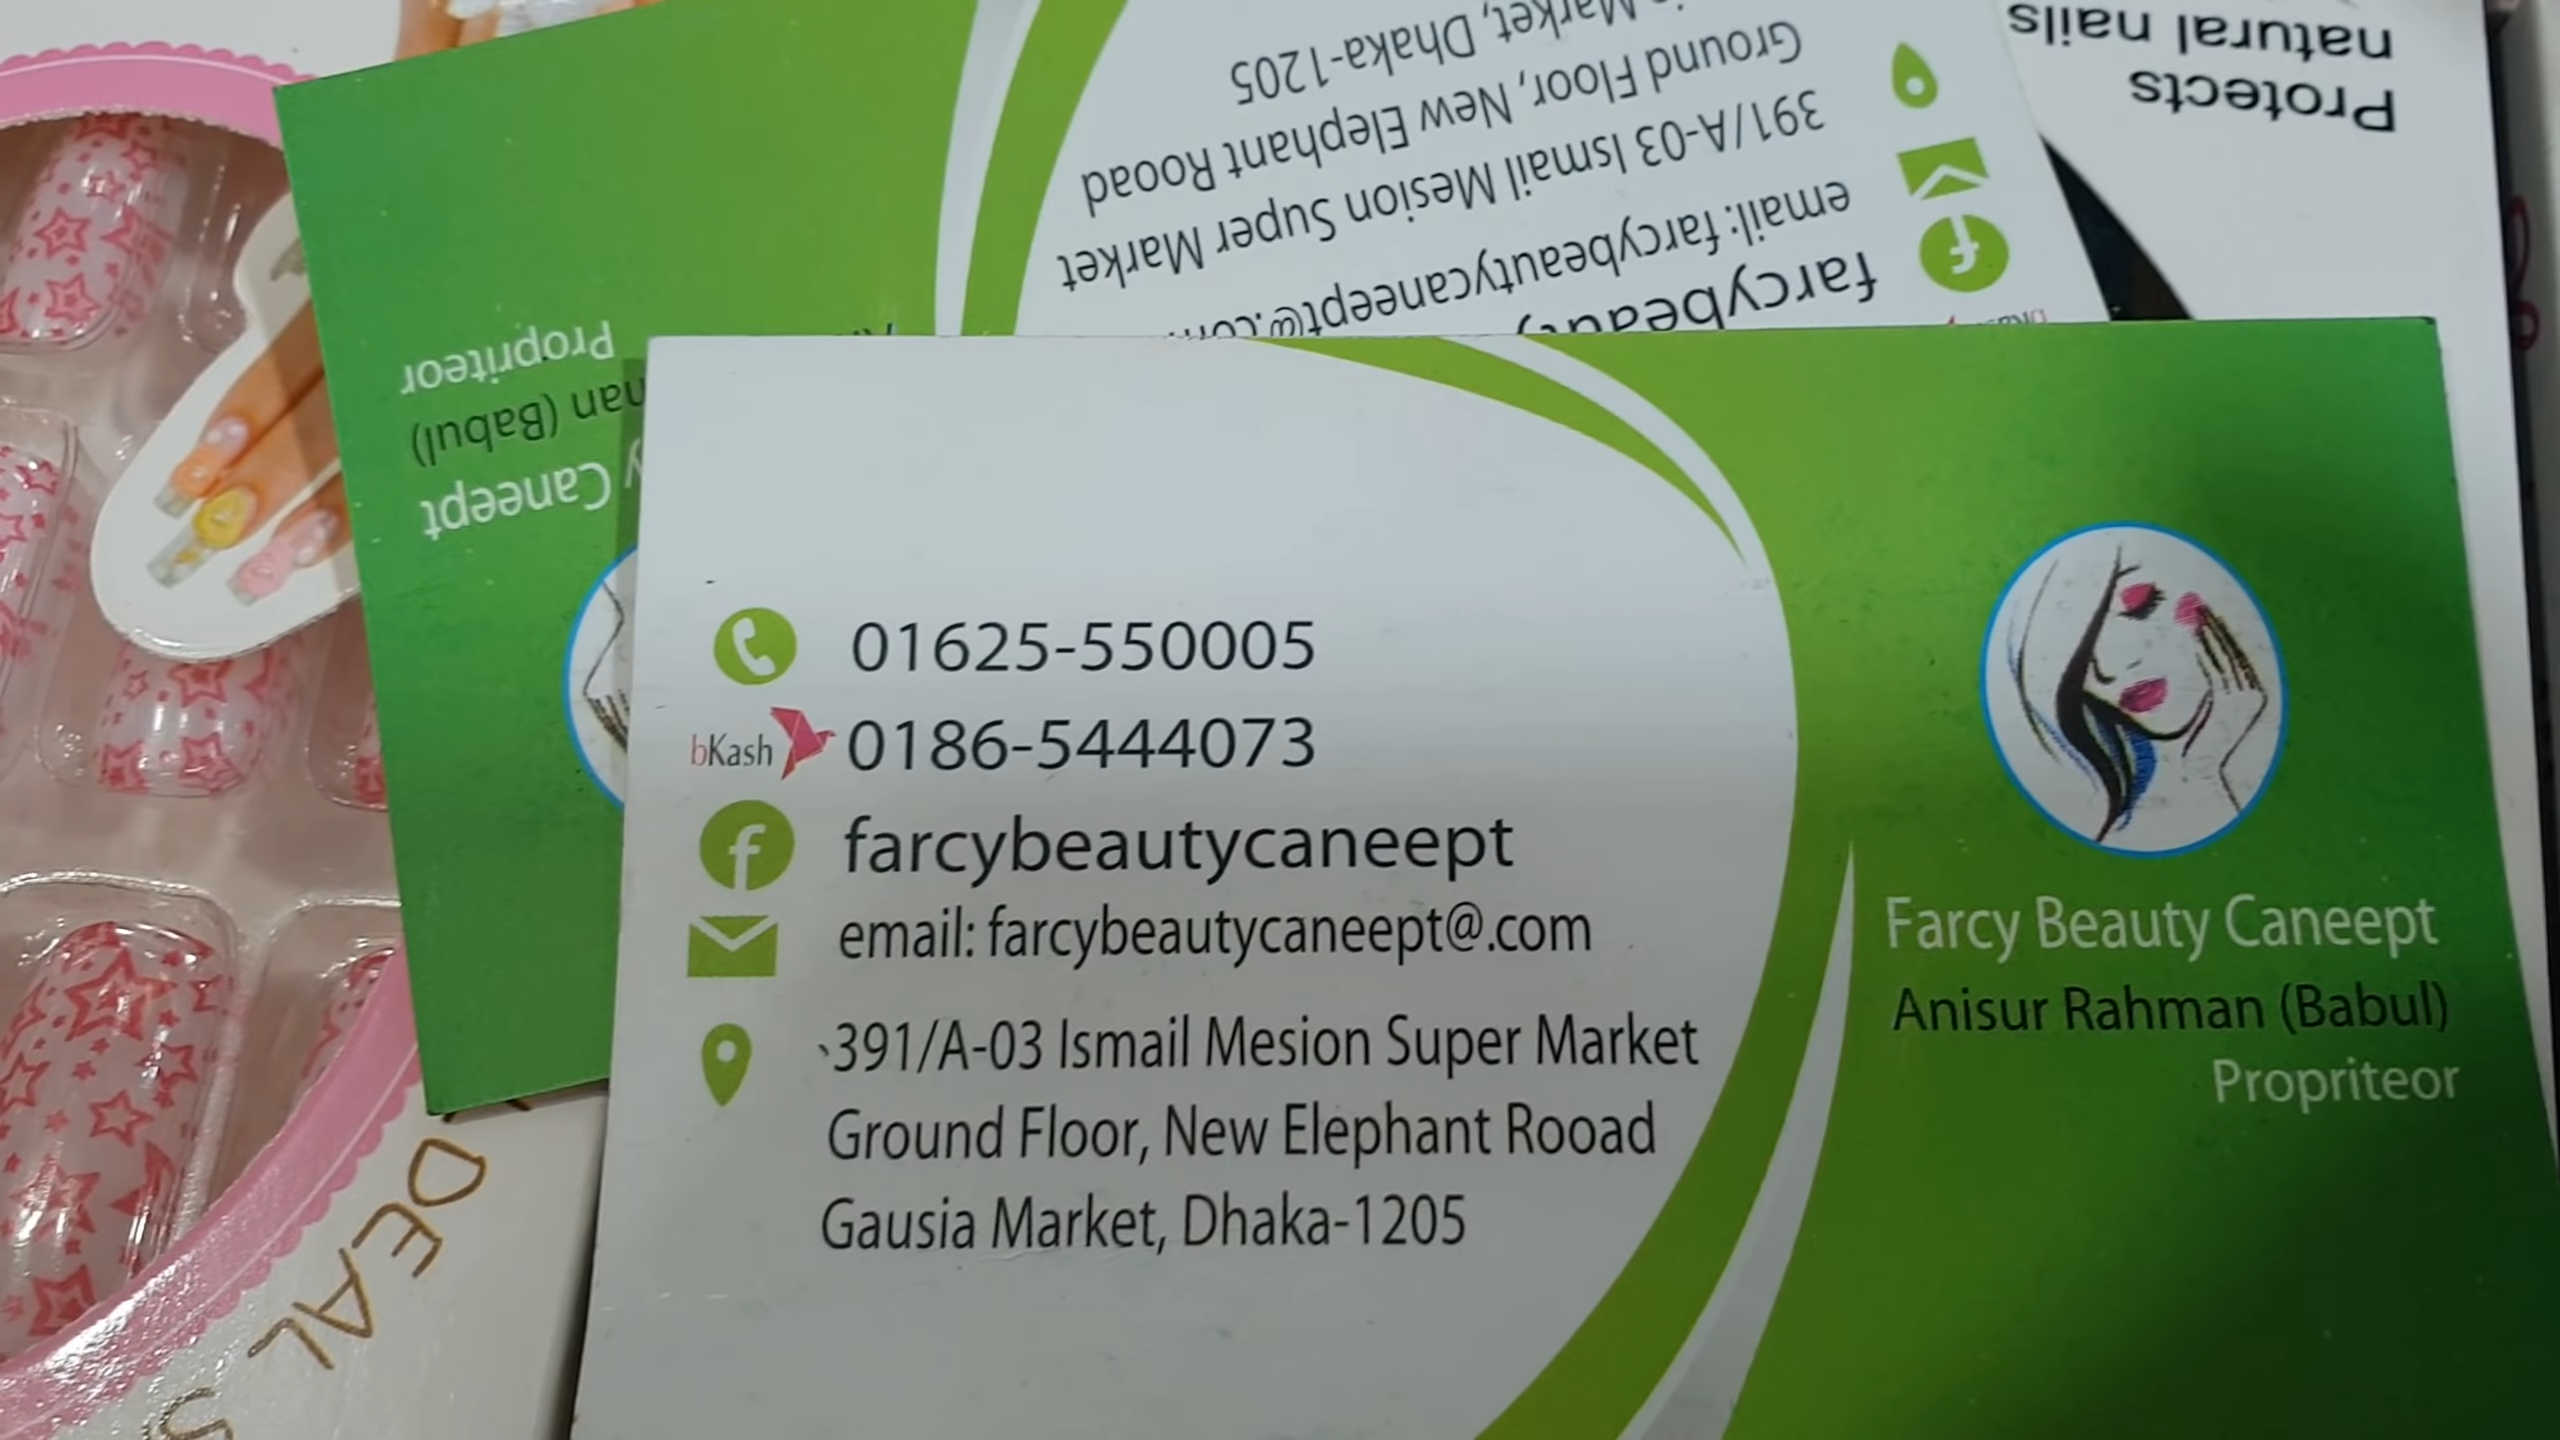 natural nails
Protects
Market, Dhaka-1205
Ground Floor, New Elephant Rooad
391/A-03 Ismail Mesion Super Market
email: farcybeautycaneept@.com
farcybeauty
Propriteor
(Babul)
Caneept
01625-550005
bKash 0186-5444073
farcybeautycaneept
email: farcybeautycaneept@.com
391/A-03 Ismail Mesion Super Market
Ground Floor, New Elephant Rooad
Gausia Market, Dhaka-1205
Farcy Beauty Caneept
Anisur Rahman (Babul)
Propriteor
DEAL